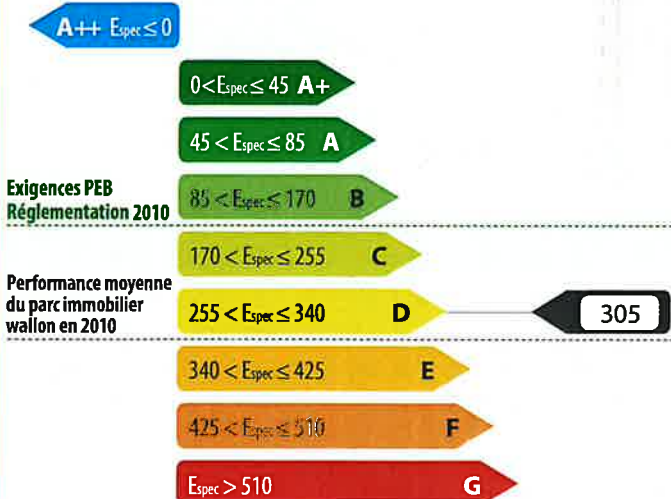 A++ Espec ≤ 0
0 < Espec ≤ 45 A+
45 < Espec ≤ 85 A
Exigences PEB
Réglementation 2010
85 < Espec ≤ 170 B
170 < Espec ≤ 255 C
Performance moyenne
du parc immobilier
wallon en 2010
255 < Espec ≤ 340 D
305
340 < Espec ≤ 425 E
425 < Espec ≤ 510 F
Espec > 510 G